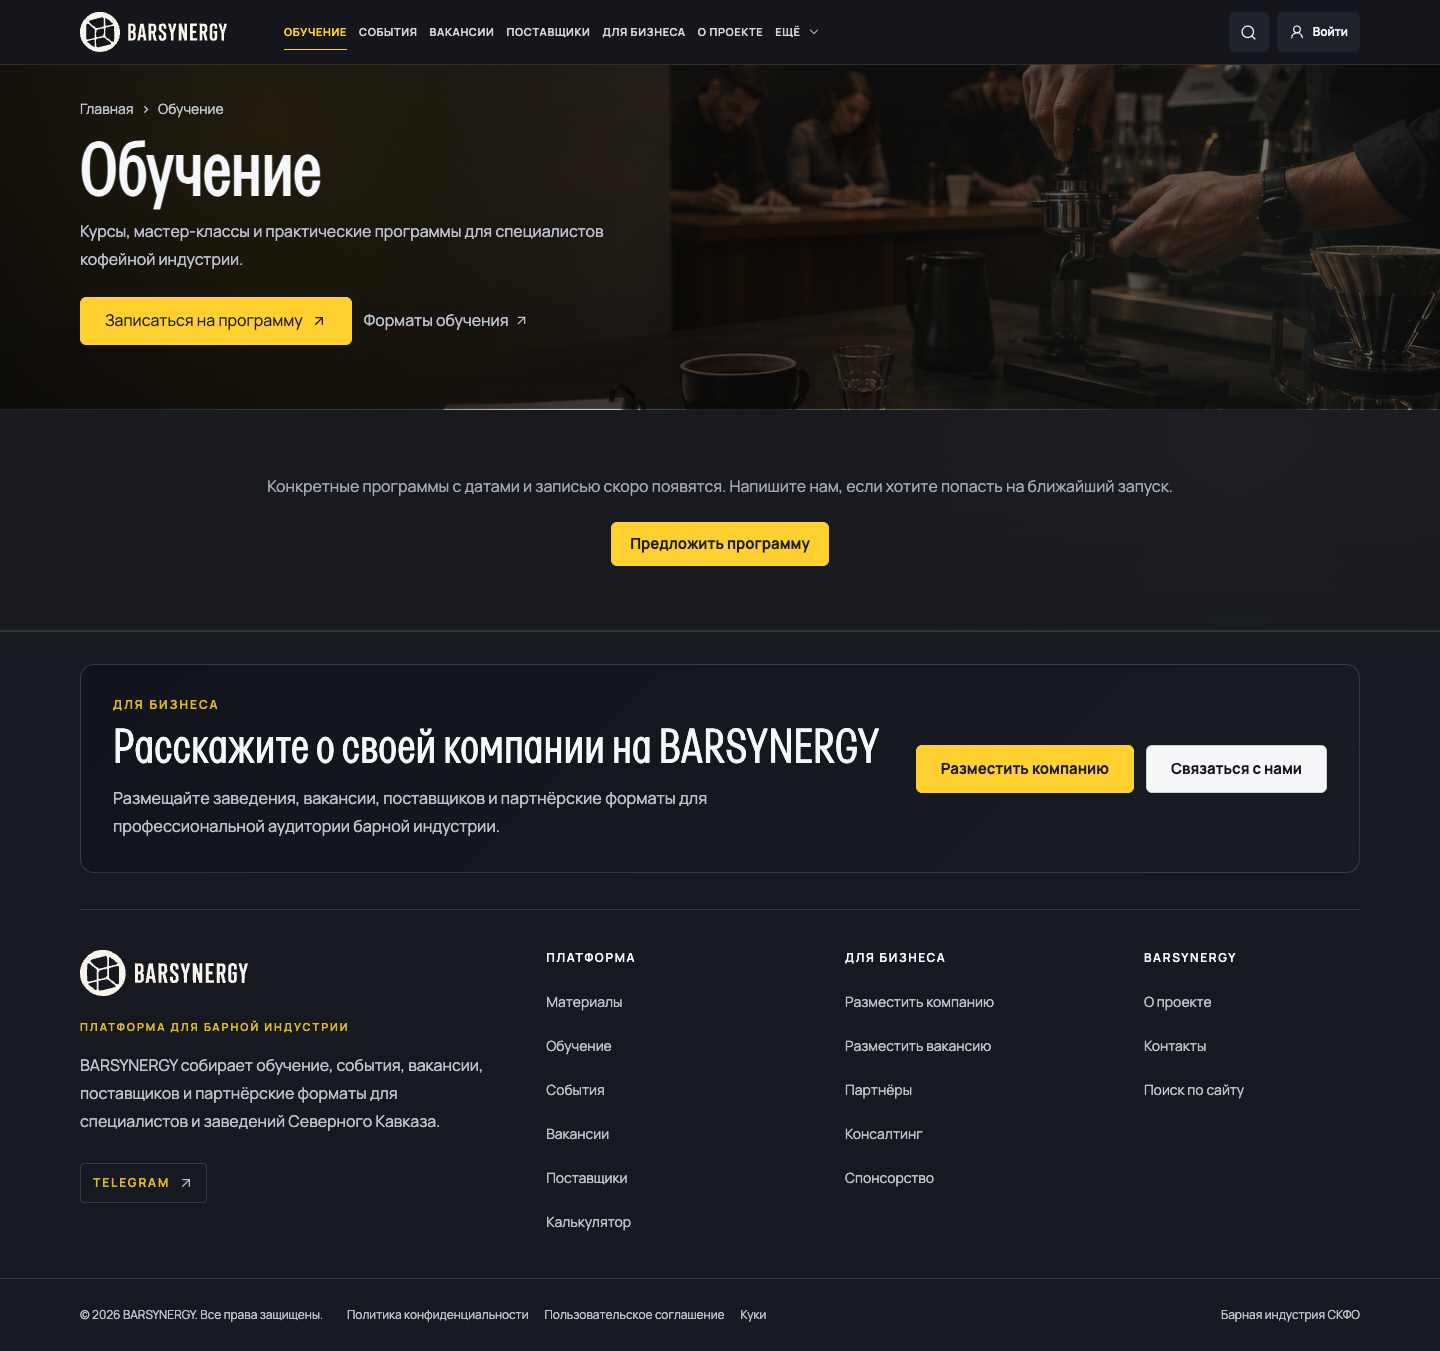 BARSYNERGY
ОБУЧЕНИЕ СОБЫТИЯ ВАКАНСИИ ПОСТАВЩИКИ ДЛЯ БИЗНЕСА О ПРОЕКТЕ ЕЩЁ
Войти
Главная > Обучение
Обучение
Курсы, мастер-классы и практические программы для специалистов
кофейной индустрии.
Записаться на программу
Форматы обучения
Конкретные программы с датами и записью скоро появятся. Напишите нам, если хотите попасть на ближайший запуск.
Предложить программу
ДЛЯ БИЗНЕСА
Расскажите о своей компании на BARSYNERGY
Размещайте заведения, вакансии, поставщиков и партнёрские форматы для
профессиональной аудитории барной индустрии.
Разместить компанию
Связаться с нами
BARSYNERGY
ПЛАТФОРМА ДЛЯ БАРНОЙ ИНДУСТРИИ
BARSYNERGY собирает обучение, события, вакансии,
поставщиков и партнёрские форматы для
специалистов и заведений Северного Кавказа.
TELEGRAM
ПЛАТФОРМА
Материалы
Обучение
События
Вакансии
Поставщики
Калькулятор
ДЛЯ БИЗНЕСА
Разместить компанию
Разместить вакансию
Партнёры
Консалтинг
Спонсорство
BARSYNERGY
О проекте
Контакты
Поиск по сайту
© 2026 BARSYNERGY. Все права защищены.
Политика конфиденциальности
Пользовательское соглашение
Куки
Барная индустрия СКФО